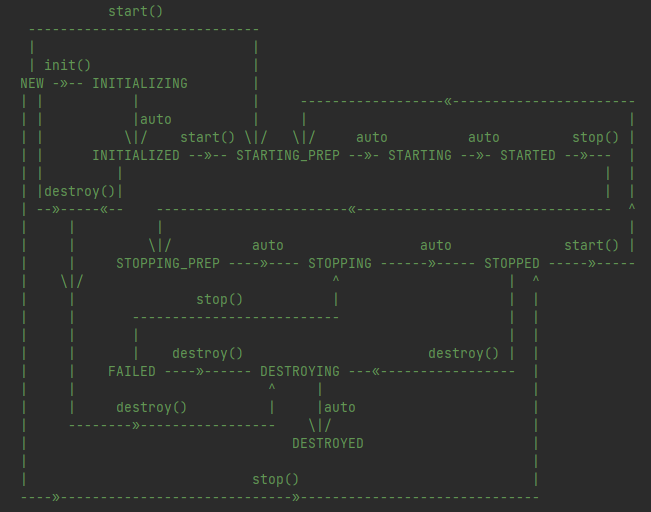 start()
  -----------------------------
  |                           |
  | init()                    |
 NEW -»-- INITIALIZING        |
 | |           |              |     ------------------«-----------------------
 | |           |auto          |     |                                        |
 | |          \|/    start() \|/   \|/     auto          auto         stop() |
 | |      INITIALIZED --»-- STARTING_PREP --»- STARTING --»- STARTED --»---  |
 | |         |                                                            |  |
 | |destroy()|                                                            |  |
 | --»-----«--    ------------------------«--------------------------------  ^
 |     |          |                                                          |
 |     |         \|/          auto                 auto              start() |
 |     |     STOPPING_PREP ----»---- STOPPING ------»----- STOPPED -----»-----
 |    \|/                               ^                     |  ^
 |     |               stop()           |                     |  |
 |     |       --------------------------                     |  |
 |     |       |                                              |  |
 |     |       |    destroy()                       destroy() |  |
 |     |    FAILED ----»------ DESTROYING ---«-----------------  |
 |     |                        ^     |                          |
 |     |     destroy()          |     |auto                      |
 |     --------»-----------------    \|/                         |
 |                                 DESTROYED                     |
 |                                                               |
 |                            stop()                             |
 ----»-----------------------------»------------------------------